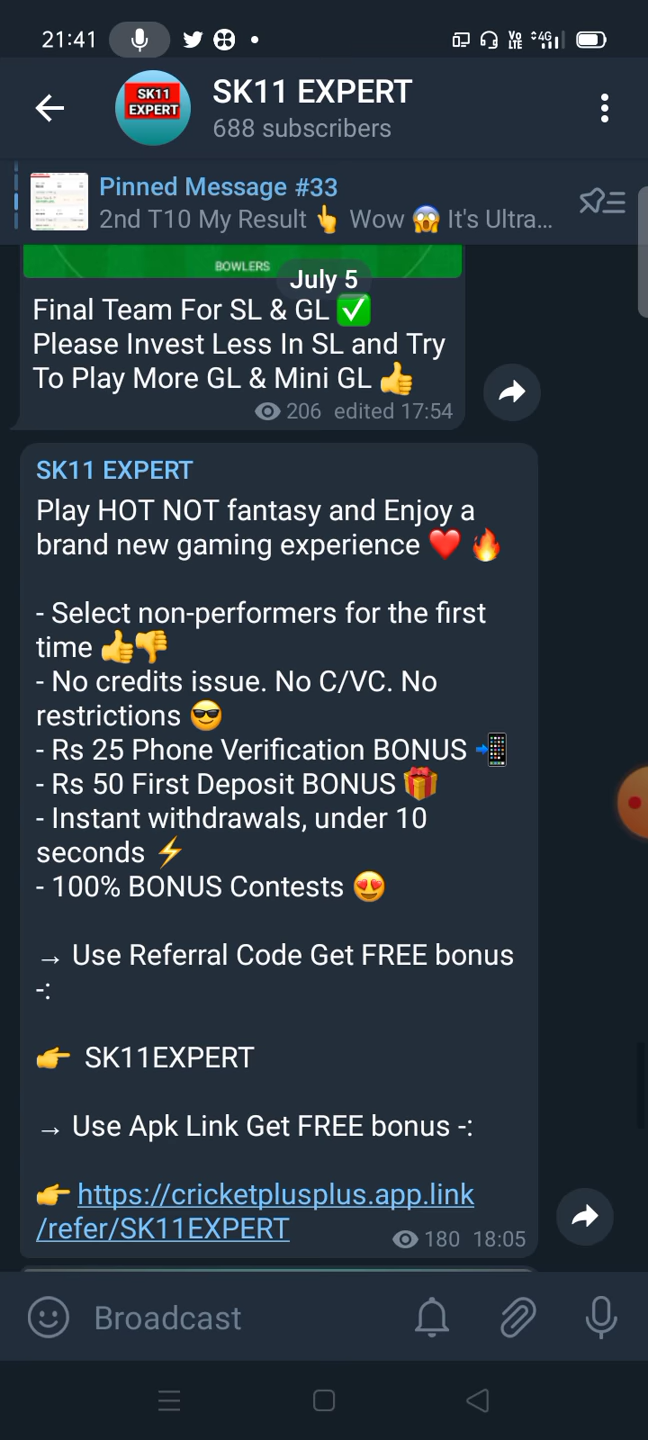 21:41
Vo LTE 4G
SK11 EXPERT
SK11
EXPERT
688 subscribers
Pinned Message #33
2nd T10 My Result 👆 Wow 😱 It's Ultra...
BOWLERS
July 5
Final Team For SL & GL ✅
Please Invest Less In SL and Try
To Play More GL & Mini GL 👍
206 edited 17:54
SK11 EXPERT
Play HOT NOT fantasy and Enjoy a
brand new gaming experience ❤️ 🔥
- Select non-performers for the first
time 👍👎
- No credits issue. No C/VC. No
restrictions 😎
- Rs 25 Phone Verification BONUS 📲
- Rs 50 First Deposit BONUS 🎁
- Instant withdrawals, under 10
seconds ⚡
- 100% BONUS Contests 😍
→ Use Referral Code Get FREE bonus
-:
👉 SK11EXPERT
→ Use Apk Link Get FREE bonus -:
👉 https://cricketplusplus.app.link
/refer/SK11EXPERT
180 18:05
Broadcast